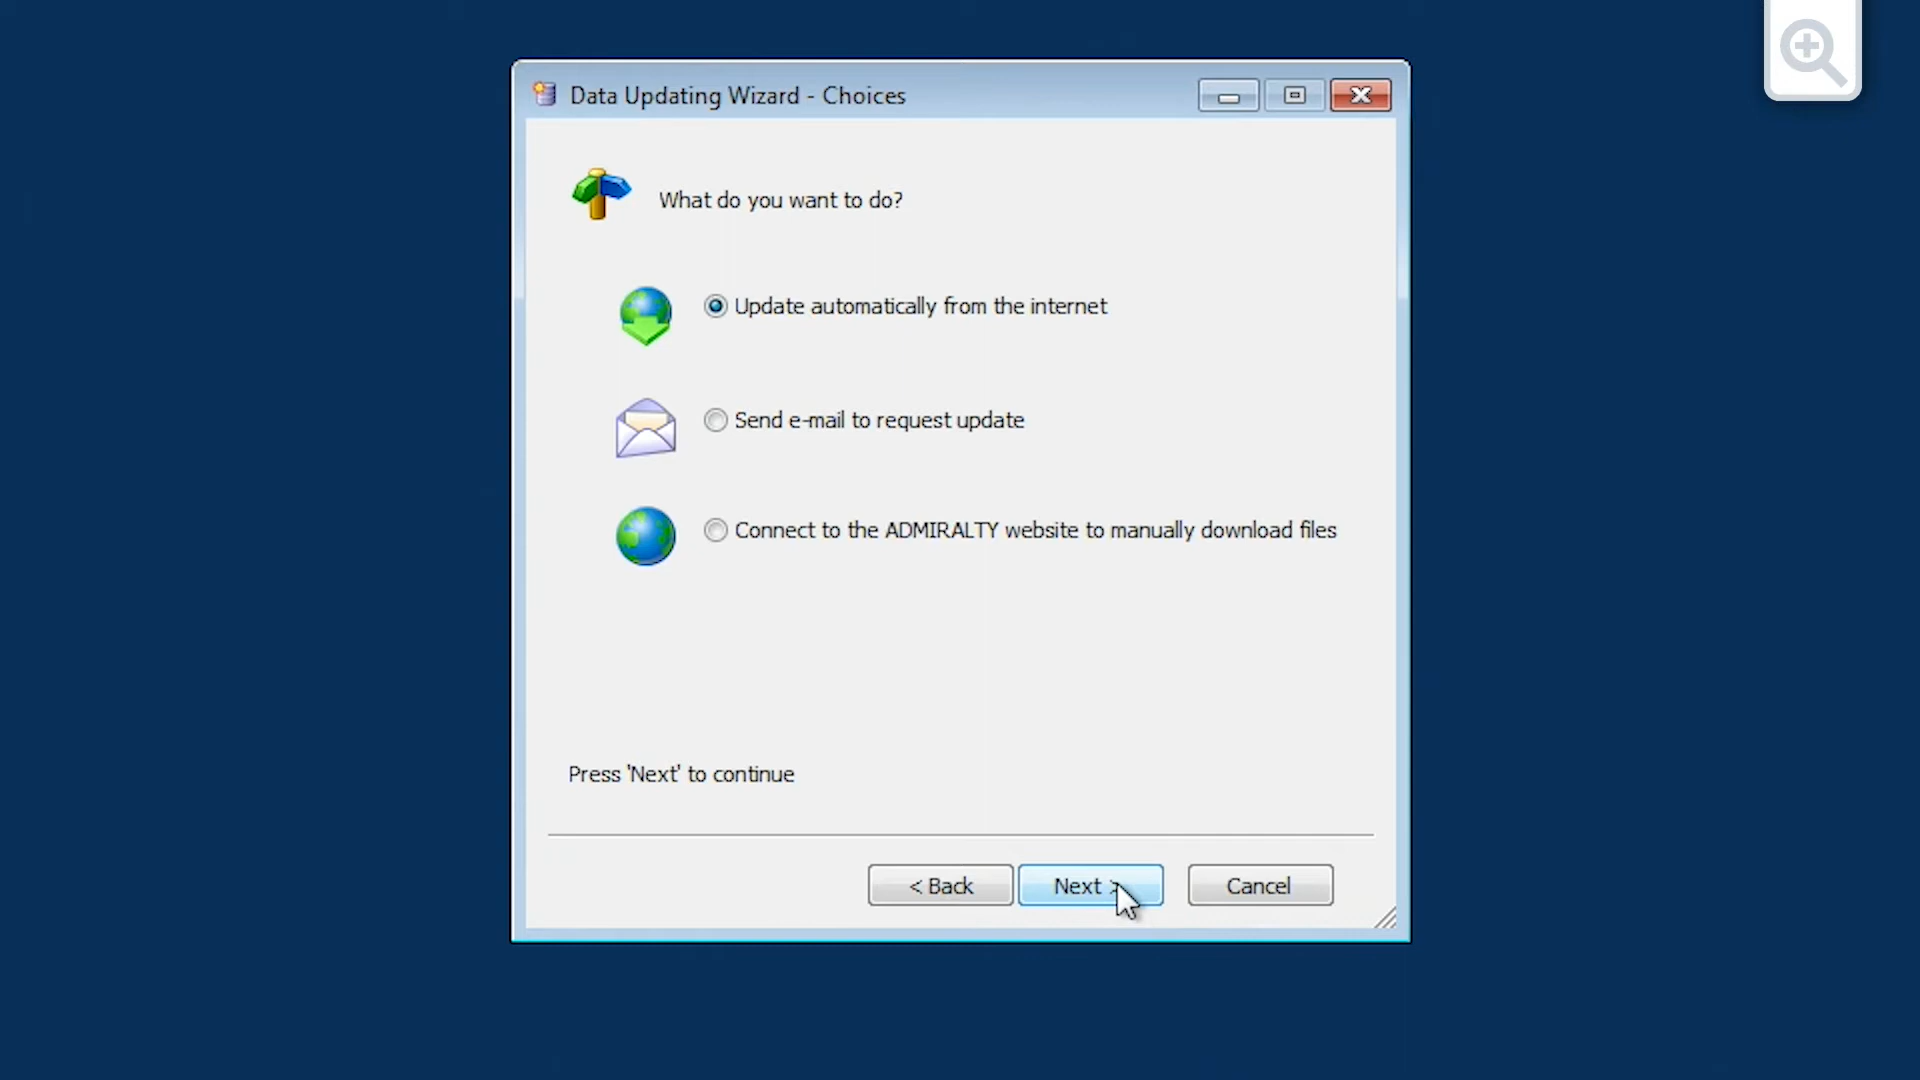 Data Updating Wizard - Choices
What do you want to do?
Update automatically from the internet
Send e-mail to request update
Connect to the ADMIRALTY website to manually download files
Press 'Next' to continue
< Back
Next >
Cancel